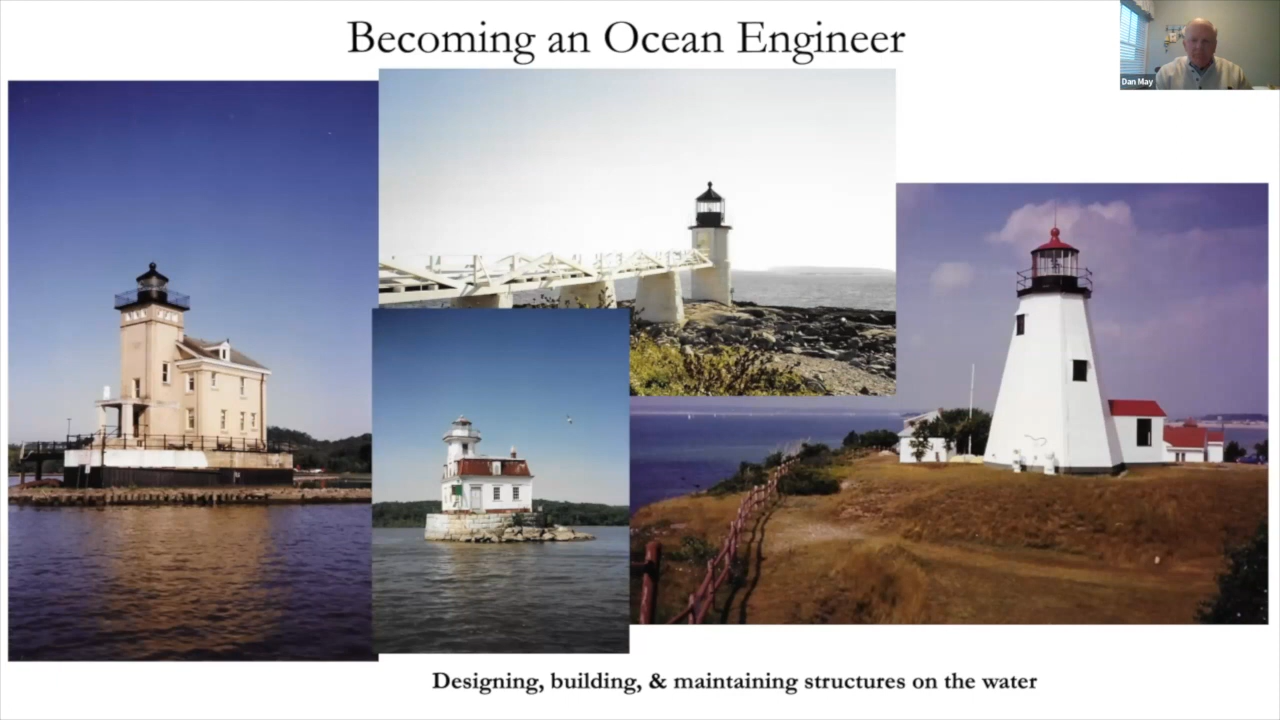 Becoming an Ocean Engineer
Dan May
Designing, building, & maintaining structures on the water